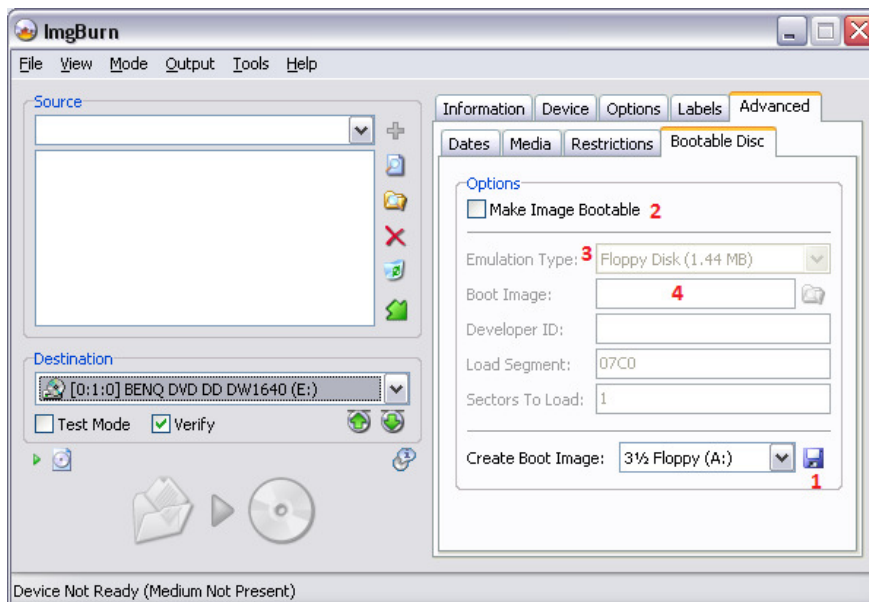 ImgBurn
File View Mode Output Tools Help
Source
Information Device Options Labels Advanced
Dates Media Restrictions Bootable Disc
Options
Make Image Bootable 2
Emulation Type: 3 Floppy Disk (1.44 MB)
Boot Image: 4
Developer ID:
Load Segment: 07C0
Sectors To Load: 1
Create Boot Image: 3½ Floppy (A:)
1
Destination
[0:1:0] BENQ DVD DD DW1640 (E:)
Test Mode Verify
Device Not Ready (Medium Not Present)